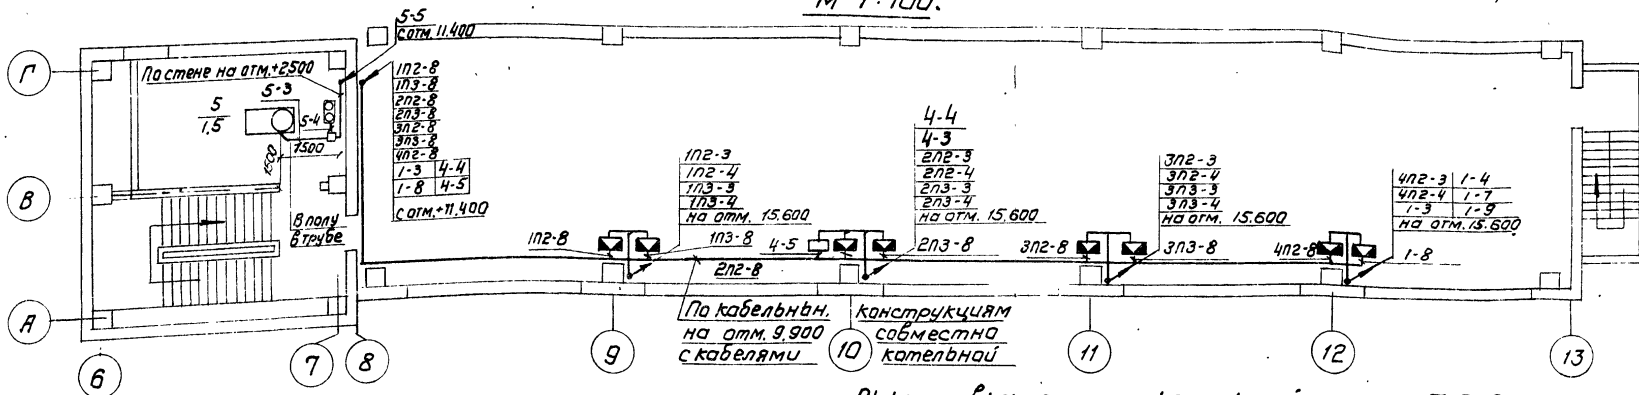 М 1:100.
5-5
С отм. 11.400
По стене на отм.+2500
5-3
5
1,5
5-4
1500
1500
В полу
в трубе
1П2-8
1П3-8
2П2-8
2П3-8
3П2-8
3П3-8
4П2-8
1-3 4-4
1-8 4-5
С отм.+11.400
1П2-3
1П2-4
1П3-3
1П3-4
на отм. 15.600
4-4
4-3
2П2-3
2П2-4
2П3-3
2П3-4
на отм. 15.600
3П2-3
3П2-4
3П3-3
3П3-4
на отм. 15.600
4П2-3 1-4
4П2-4 1-7
1-3 1-9
на отм. 15.600
1П2-8
1П3-8
4-5
2П3-8
3П2-8
3П3-8
4П2-8
1-8
2П2-8
По кабельнын. конструкциям
на отм. 9.900 совместно
с кабелями котельной
Г
В
А
6
7
8
9
10
11
12
13